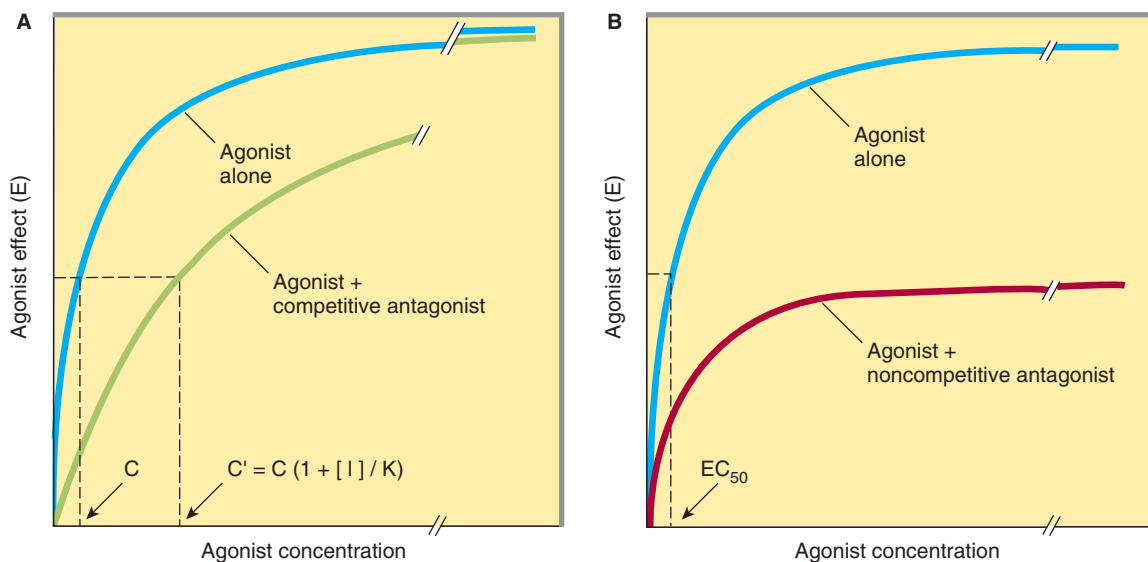 A
Agonist effect (E)
Agonist
alone
Agonist +
competitive antagonist
C
C' = C (1 + [ I ] / K)
Agonist concentration
B
Agonist effect (E)
Agonist
alone
Agonist +
noncompetitive antagonist
EC50
Agonist concentration